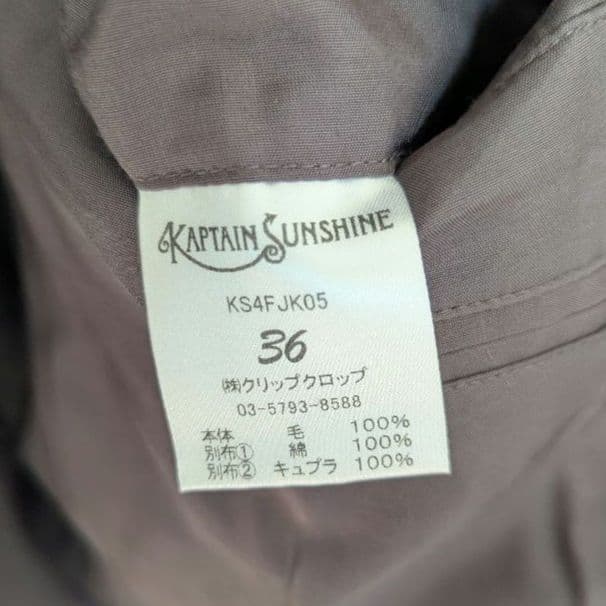 KAPTAIN SUNSHINE
KS4FJK05
36
㈱クリップクロップ
03-5793-8588
本体 毛 100%
別布① 綿 100%
別布② キュプラ 100%